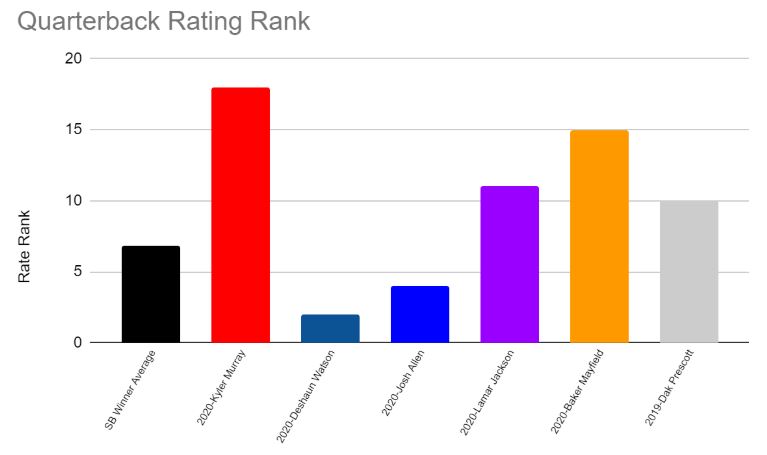 Quarterback Rating Rank
20
15
10
5
0
Rate Rank
SB Winner Average
2020-Kyler Murray
2020-Deshaun Watson
2020-Josh Allen
2020-Lamar Jackson
2020-Baker Mayfield
2019-Dak Prescott